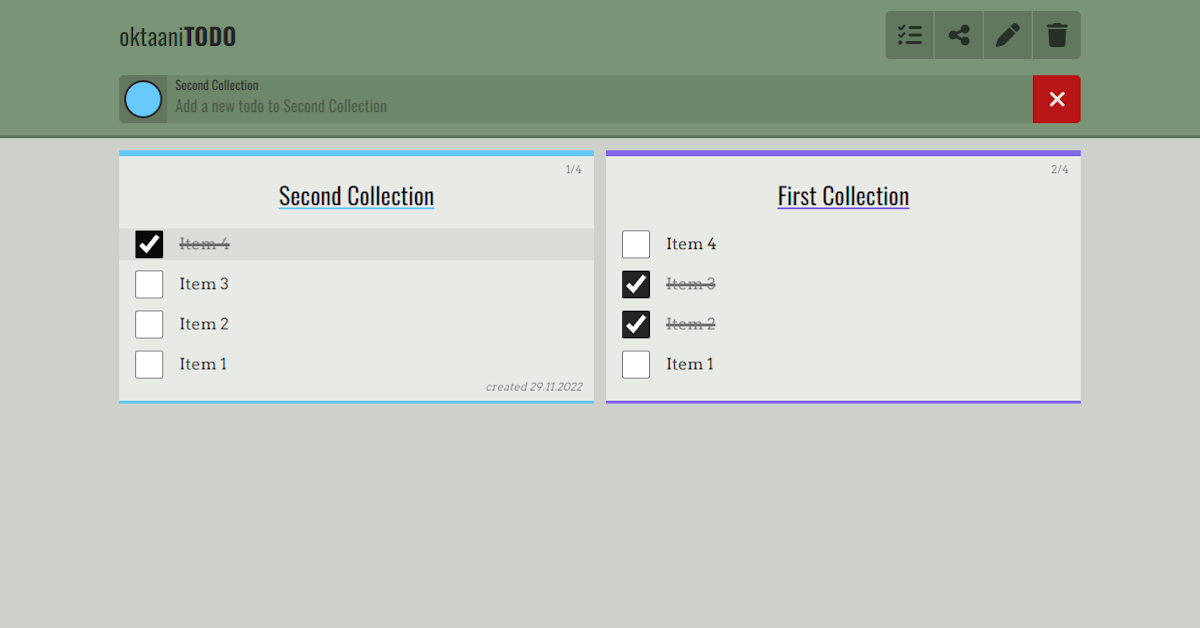 oktaaniTODO
Second Collection
Add a new todo to Second Collection
1/4
Second Collection
Item 4
Item 3
Item 2
Item 1
created 29.11.2022
2/4
First Collection
Item 4
Item 3
Item 2
Item 1